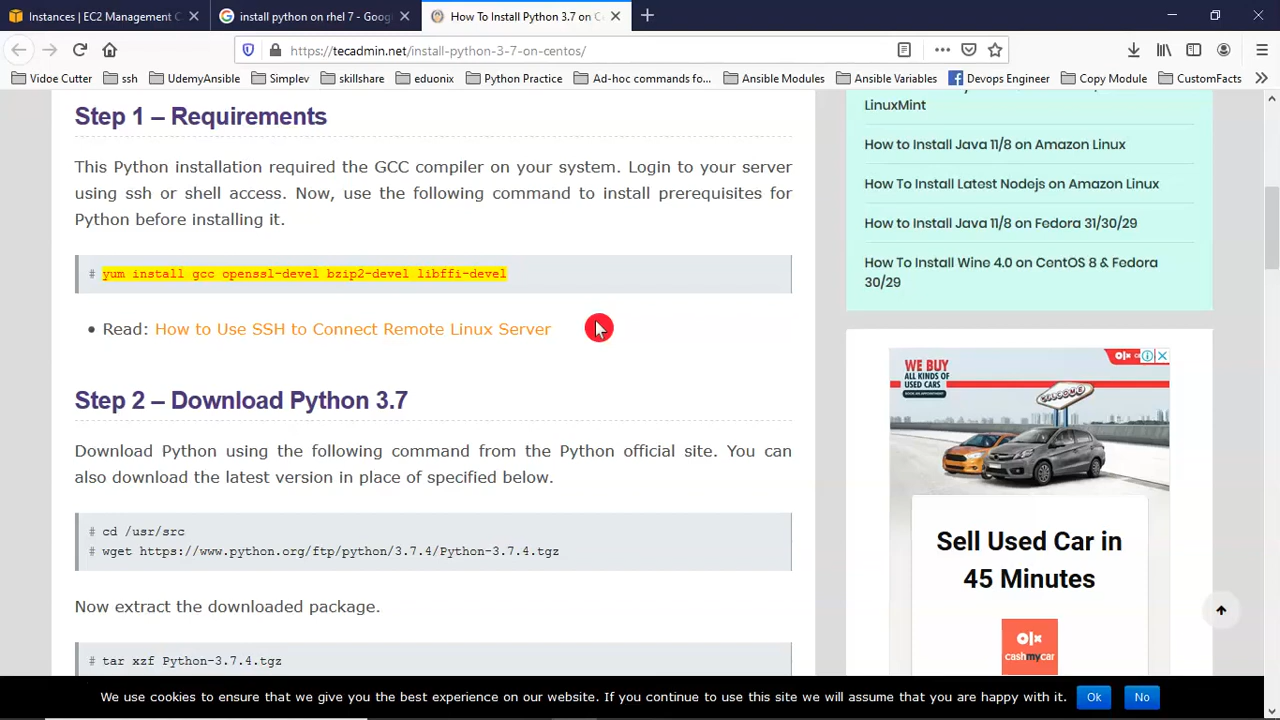 Instances | EC2 Management C
install python on rhel 7 - Goog
How To Install Python 3.7 on C
https://tecadmin.net/install-python-3-7-on-centos/
Vidoe Cutter
ssh
UdemyAnsible
Simplev
skillshare
eduonix
Python Practice
Ad-hoc commands fo...
Ansible Modules
Ansible Variables
Devops Engineer
Copy Module
CustomFacts
Step 1 – Requirements
This Python installation required the GCC compiler on your system. Login to your server
using ssh or shell access. Now, use the following command to install prerequisites for
Python before installing it.
# yum install gcc openssl-devel bzip2-devel libffi-devel
• Read: How to Use SSH to Connect Remote Linux Server
Step 2 – Download Python 3.7
Download Python using the following command from the Python official site. You can
also download the latest version in place of specified below.
# cd /usr/src
# wget https://www.python.org/ftp/python/3.7.4/Python-3.7.4.tgz
Now extract the downloaded package.
# tar xzf Python-3.7.4.tgz
LinuxMint
How to Install Java 11/8 on Amazon Linux
How To Install Latest Nodejs on Amazon Linux
How to Install Java 11/8 on Fedora 31/30/29
How To Install Wine 4.0 on CentOS 8 & Fedora
30/29
WE BUY
ALL KINDS OF
USED CARS
olx
Sell Used Car in
45 Minutes
olx
cashmycar
We use cookies to ensure that we give you the best experience on our website. If you continue to use this site we will assume that you are happy with it.
Ok
No